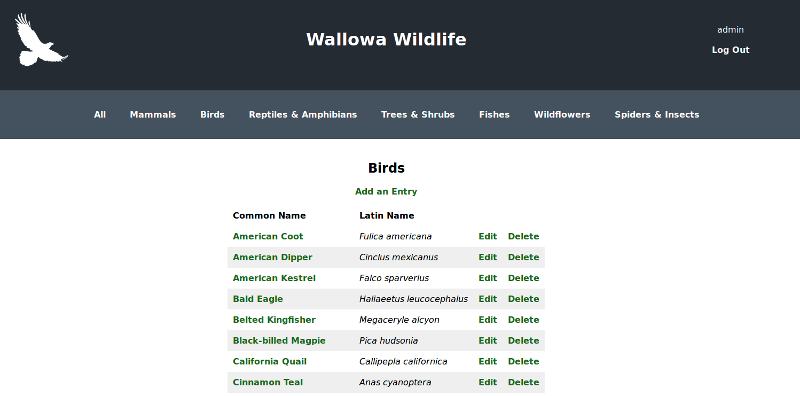 Wallowa Wildlife
admin
Log Out
All Mammals Birds Reptiles & Amphibians Trees & Shrubs Fishes Wildflowers Spiders & Insects
Birds
Add an Entry
Common Name Latin Name
American Coot Fulica americana Edit Delete
American Dipper Cinclus mexicanus Edit Delete
American Kestrel Falco sparverius Edit Delete
Bald Eagle Haliaeetus leucocephalus Edit Delete
Belted Kingfisher Megaceryle alcyon Edit Delete
Black-billed Magpie Pica hudsonia Edit Delete
California Quail Callipepla californica Edit Delete
Cinnamon Teal Anas cyanoptera Edit Delete